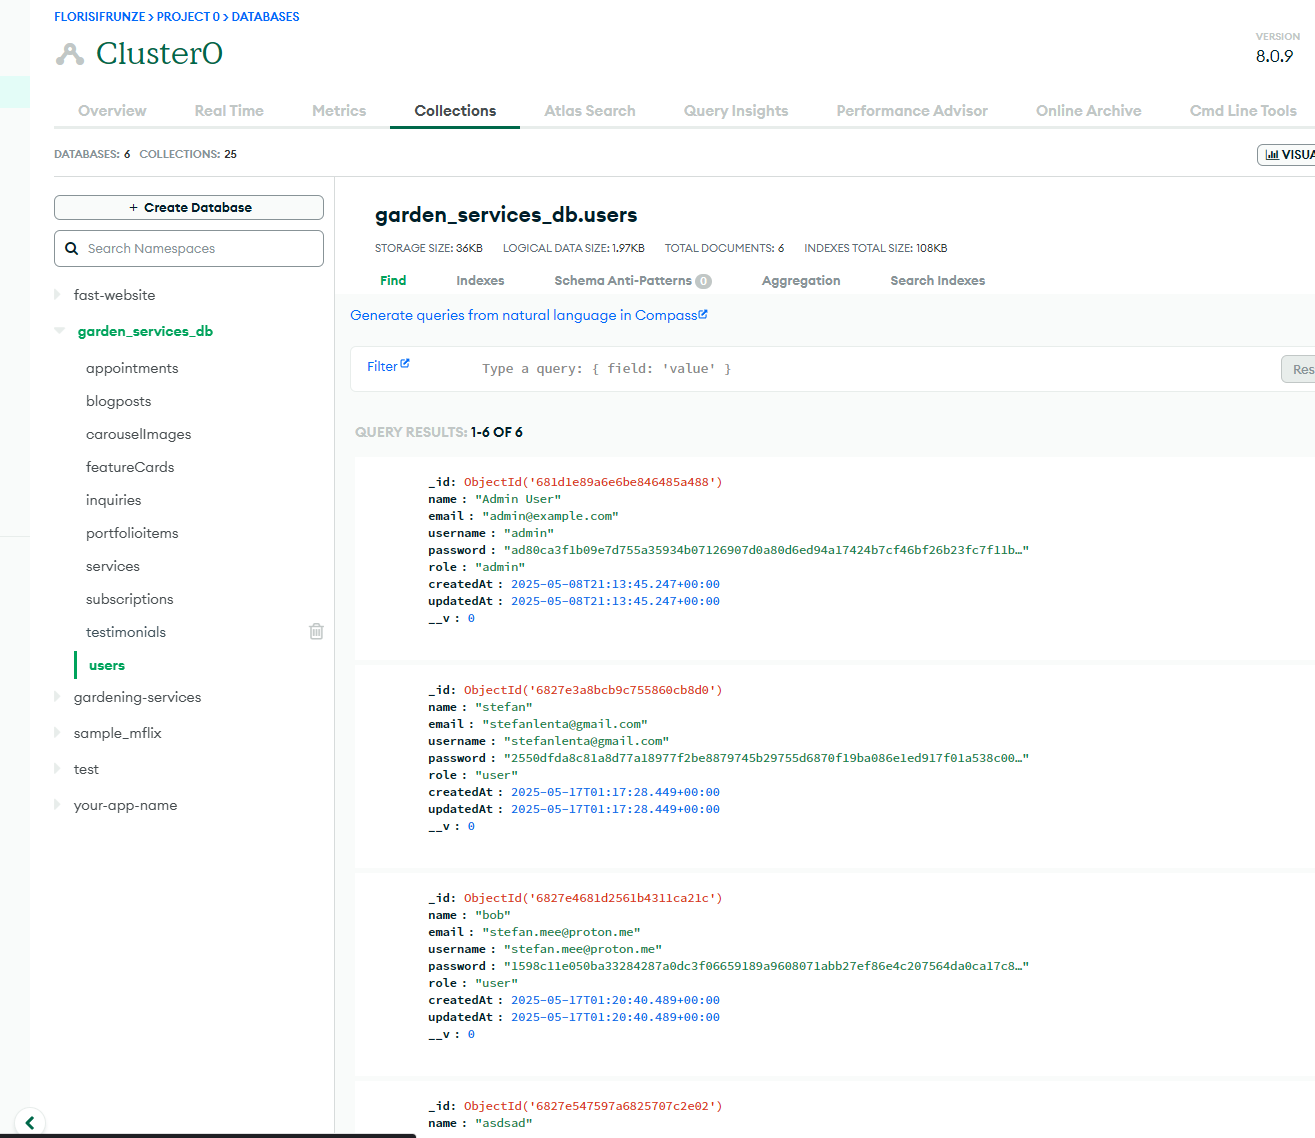 FLORISIFRUNZE > PROJECT 0 > DATABASES
Cluster0
VERSION
8.0.9
Overview Real Time Metrics Collections Atlas Search Query Insights Performance Advisor Online Archive Cmd Line Tools
DATABASES: 6 COLLECTIONS: 25
VISUA
+ Create Database
Search Namespaces
fast-website
garden_services_db
appointments
blogposts
carouselImages
featureCards
inquiries
portfolioitems
services
subscriptions
testimonials
users
gardening-services
sample_mflix
test
your-app-name
garden_services_db.users
STORAGE SIZE: 36KB LOGICAL DATA SIZE: 1.97KB TOTAL DOCUMENTS: 6 INDEXES TOTAL SIZE: 108KB
Find Indexes Schema Anti-Patterns 0 Aggregation Search Indexes
Generate queries from natural language in Compass
Filter Type a query: { field: 'value' } Res
QUERY RESULTS: 1-6 OF 6
_id: ObjectId('681d1e89a6e6be846485a488')
name : "Admin User"
email : "admin@example.com"
username : "admin"
password : "ad80ca3f1b09e7d755a35934b07126907d0a80d6ed94a17424b7cf46bf26b23fc7f11b…"
role : "admin"
createdAt : 2025-05-08T21:13:45.247+00:00
updatedAt : 2025-05-08T21:13:45.247+00:00
__v : 0
_id: ObjectId('6827e3a8bcb9c755860cb8d0')
name : "stefan"
email : "stefanlenta@gmail.com"
username : "stefanlenta@gmail.com"
password : "2550dfda8c81a8d77a18977f2be8879745b29755d6870f19ba086e1ed917f01a538c00…"
role : "user"
createdAt : 2025-05-17T01:17:28.449+00:00
updatedAt : 2025-05-17T01:17:28.449+00:00
__v : 0
_id: ObjectId('6827e4681d2561b4311ca21c')
name : "bob"
email : "stefan.mee@proton.me"
username : "stefan.mee@proton.me"
password : "1598c11e050ba33284287a0dc3f06659189a9608071abb27ef86e4c207564da0ca17c8…"
role : "user"
createdAt : 2025-05-17T01:20:40.489+00:00
updatedAt : 2025-05-17T01:20:40.489+00:00
__v : 0
_id: ObjectId('6827e547597a6825707c2e02')
name : "asdsad"